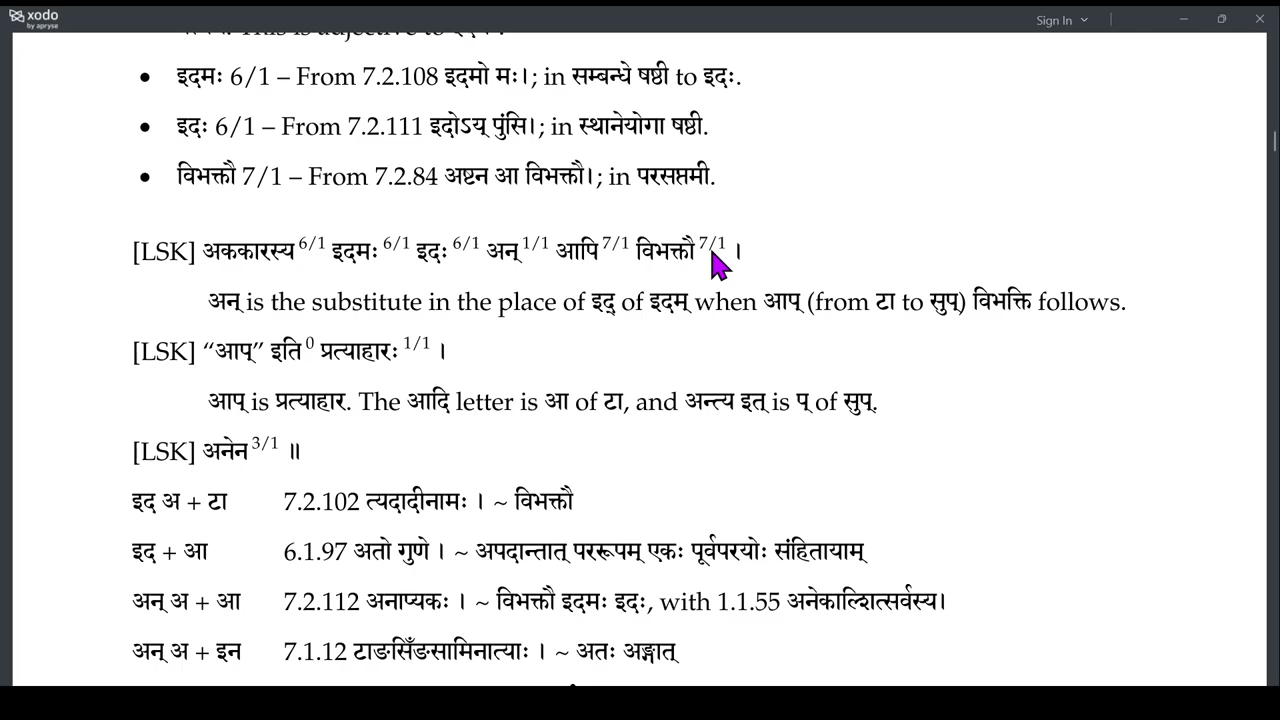 xodo
by apryse
Sign In
This is adjective to
• इदमः 6/1 – From 7.2.108 इदमो मः।; in सम्बन्धे षष्ठी to इदः.
• इदः 6/1 – From 7.2.111 इदोऽय् पुंसि।; in स्थानेयोगा षष्ठी.
• विभक्तौ 7/1 – From 7.2.84 अष्टन आ विभक्तौ।; in परसप्तमी.
[LSK] अककारस्य 6/1 इदमः 6/1 इदः 6/1 अन् 1/1 आपि 7/1 विभक्तौ 7/1 ।
अन् is the substitute in the place of इद् of इदम् when आप् (from टा to सुप्) विभक्ति follows.
[LSK] “आप्” इति 0 प्रत्याहारः 1/1 ।
आप् is प्रत्याहार. The आदि letter is आ of टा, and अन्त्य इत् is प् of सुप्.
[LSK] अनेन 3/1 ॥
इद अ + टा 7.2.102 त्यदादीनामः । ~ विभक्तौ
इद + आ 6.1.97 अतो गुणे । ~ अपदान्तात् पररूपम् एकः पूर्वपरयोः संहितायाम्
अन् अ + आ 7.2.112 अनाप्यकः । ~ विभक्तौ इदमः इदः, with 1.1.55 अनेकाल्शित्सर्वस्य।
अन् अ + इन 7.1.12 टाङसिँङसामिनात्स्याः । ~ अतः अङ्गात्